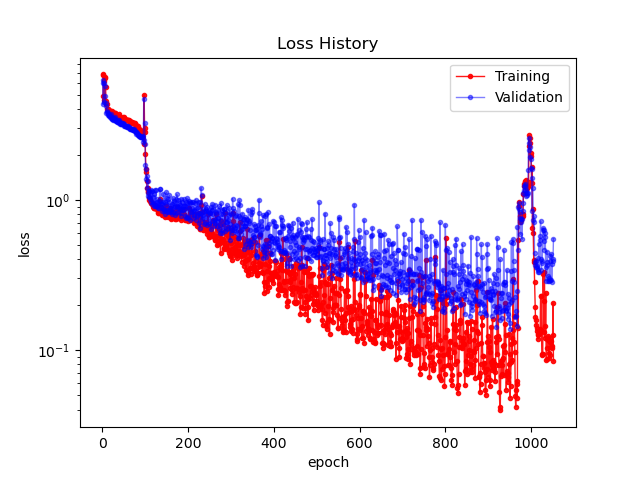 Loss History
Training
Validation
10⁰
10⁻¹
loss
0 200 400 600 800 1000
epoch